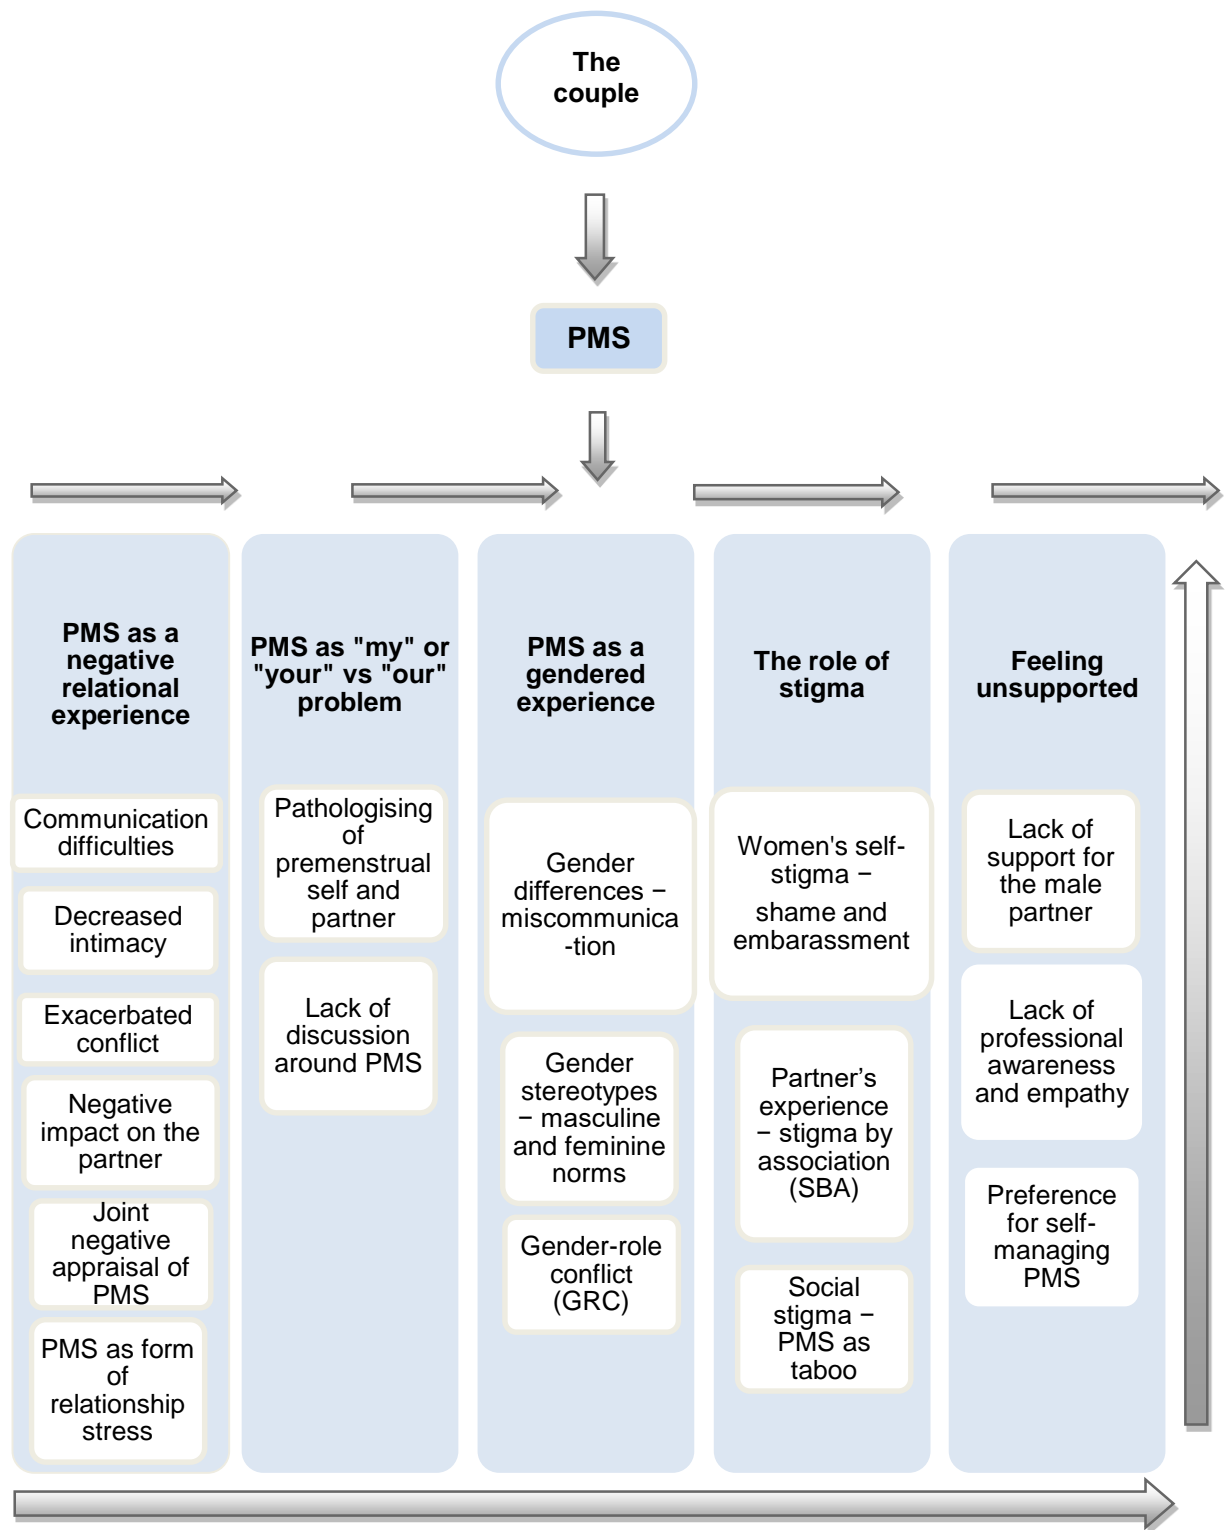 The
couple
PMS
PMS as a
negative
relational
experience
Communication
difficulties
Decreased
intimacy
Exacerbated
conflict
Negative
impact on the
partner
Joint
negative
appraisal of
PMS
PMS as form
of
relationship
stress
PMS as "my" or
"your" vs "our"
problem
Pathologising
of
premenstrual
self and
partner
Lack of
discussion
around PMS
PMS as a
gendered
experience
Gender
differences −
miscommunica
-tion
Gender
stereotypes
− masculine
and feminine
norms
Gender-role
conflict
(GRC)
The role of
stigma
Women's self-
stigma −
shame and
embarassment
Partner’s
experience
− stigma by
association
(SBA)
Social
stigma −
PMS as
taboo
Feeling
unsupported
Lack of
support for
the male
partner
Lack of
professional
awareness
and empathy
Preference
for self-
managing
PMS